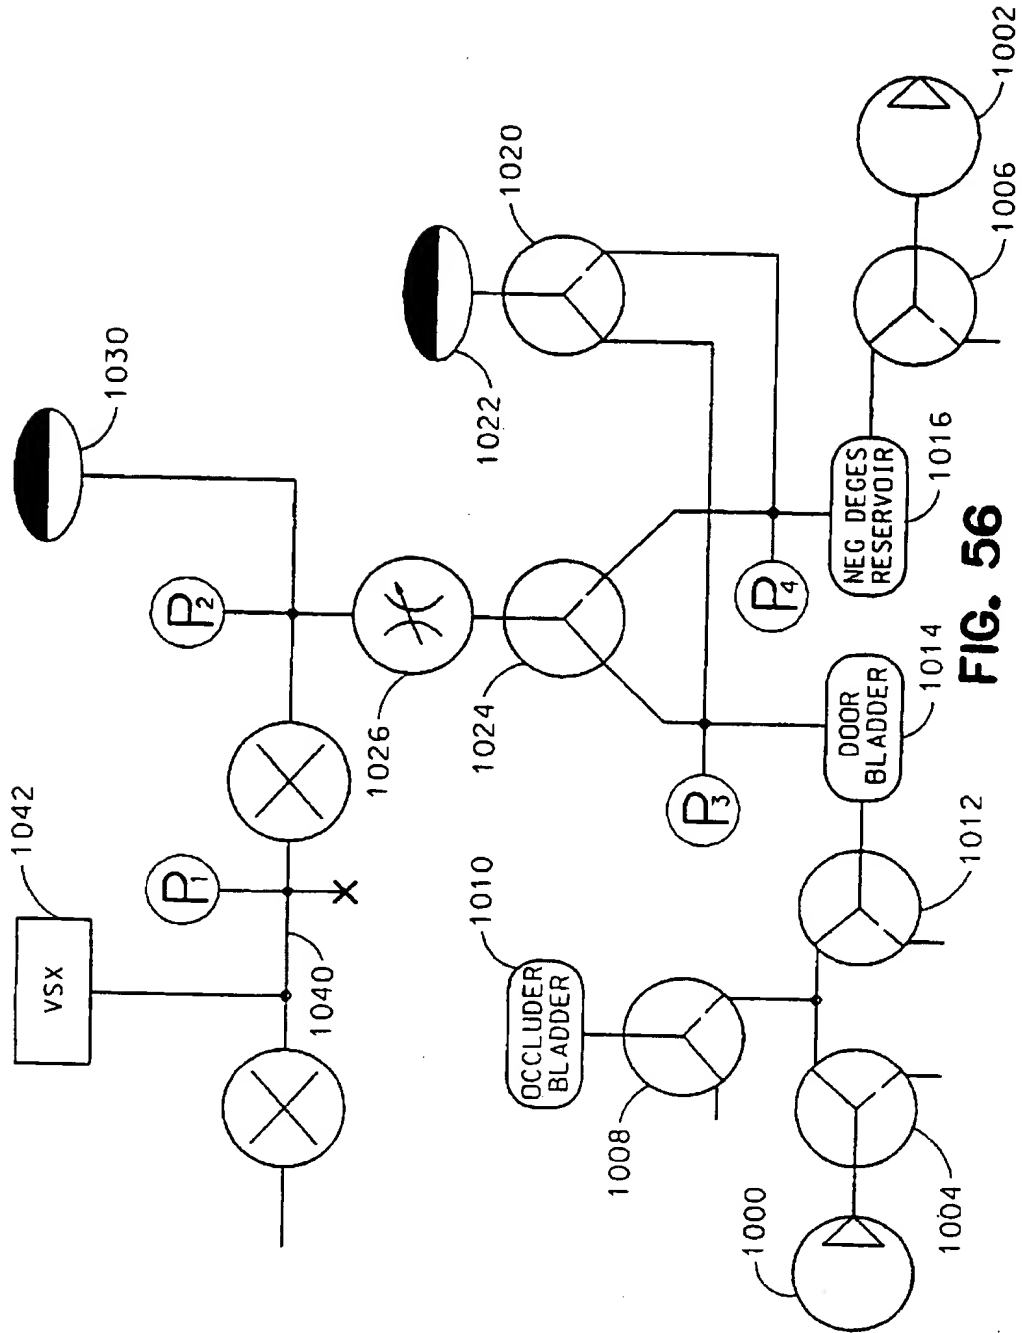 1042
VSX
1040
P1
P2
1030
1026
1024
1022
1020
OCCLUDER
BLADDER
1010
1008
P3
P4
1000
1004
1012
DOOR
BLADDER
1014
NEG DEGES
RESERVOIR
1016
1006
1002
FIG. 56